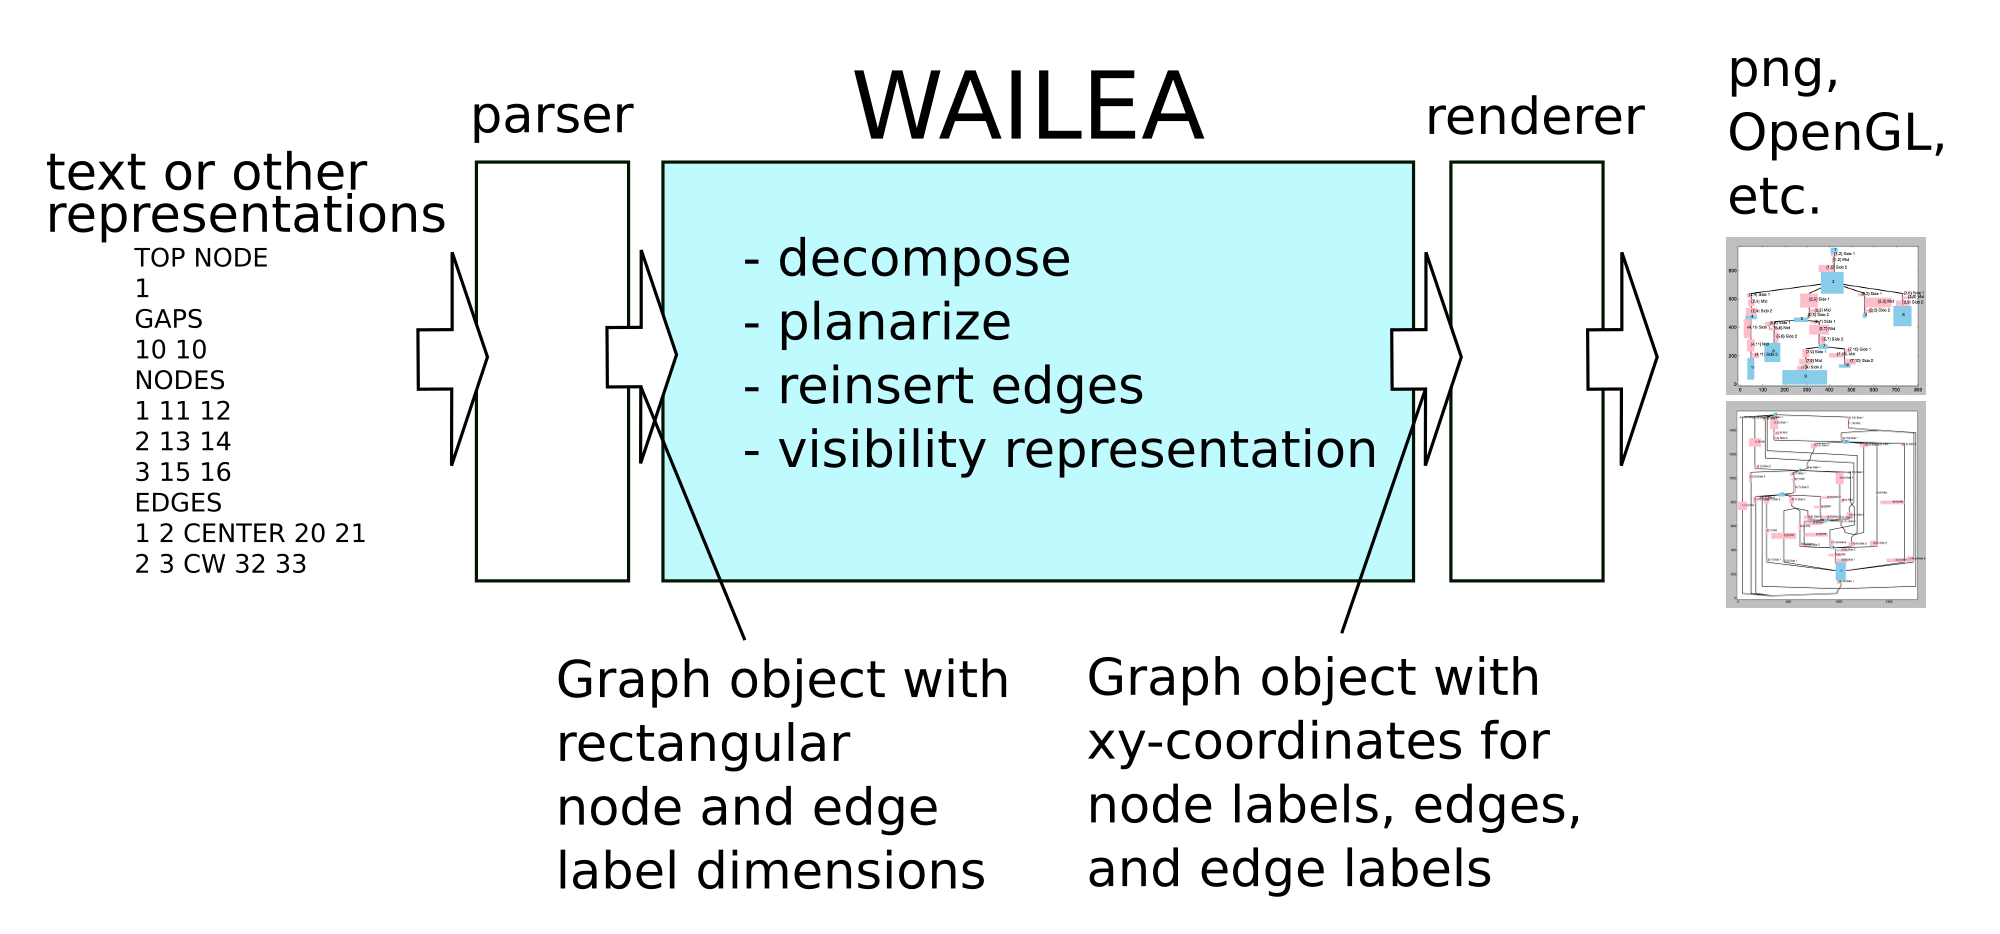 text or other
representations
TOP NODE
1
GAPS
10 10
NODES
1 11 12
2 13 14
3 15 16
EDGES
1 2 CENTER 20 21
2 3 CW 32 33
parser
WAILEA
- decompose
- planarize
- reinsert edges
- visibility representation
renderer
png,
OpenGL,
etc.
Graph object with
rectangular
node and edge
label dimensions
Graph object with
xy-coordinates for
node labels, edges,
and edge labels